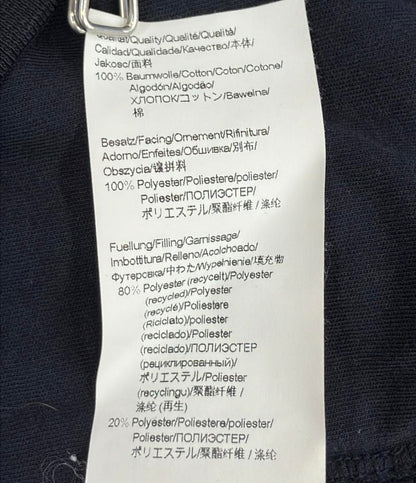 Qualität/Quality/Qualité/Qualità/
Calidad/Qualidade/Качество/本体/
Jakosc/面料
100% Baumwolle/Cotton/Coton/Cotone/
Algodón/Algodão/
ХЛОПОК/コットン/Bawelna/
棉
Besatz/Facing/Ornement/Rifinitura/
Adorno/Enfeites/Обшивка/別布/
Obszycia/镶拼料
100% Polyester/Poliestere/poliester/
Poliester/ПОЛИЭСТЕР/
ポリエステル/聚酯纤维 / 涤纶
Fuellung/Filling/Garnissage/
Imbottitura/Relleno/Acolchoado/
Футеровка/中わた/Wypelnienie/填充物
80% Polyester (recycelt)/Polyester
(recycled)/Polyester
(recyclé)/Poliestere
(Riciclato)/poliester
(reciclado)/Poliester
(reciclado)/ПОЛИЭСТЕР
(рециклированный)/
ポリエステル/Poliester
(recyclingu)/聚酯纤维 /
涤纶 (再生)
20% Polyester/Poliestere/poliester/
Poliester/ПОЛИЭСТЕР/
ポリエステル/聚酯纤维 / 涤纶